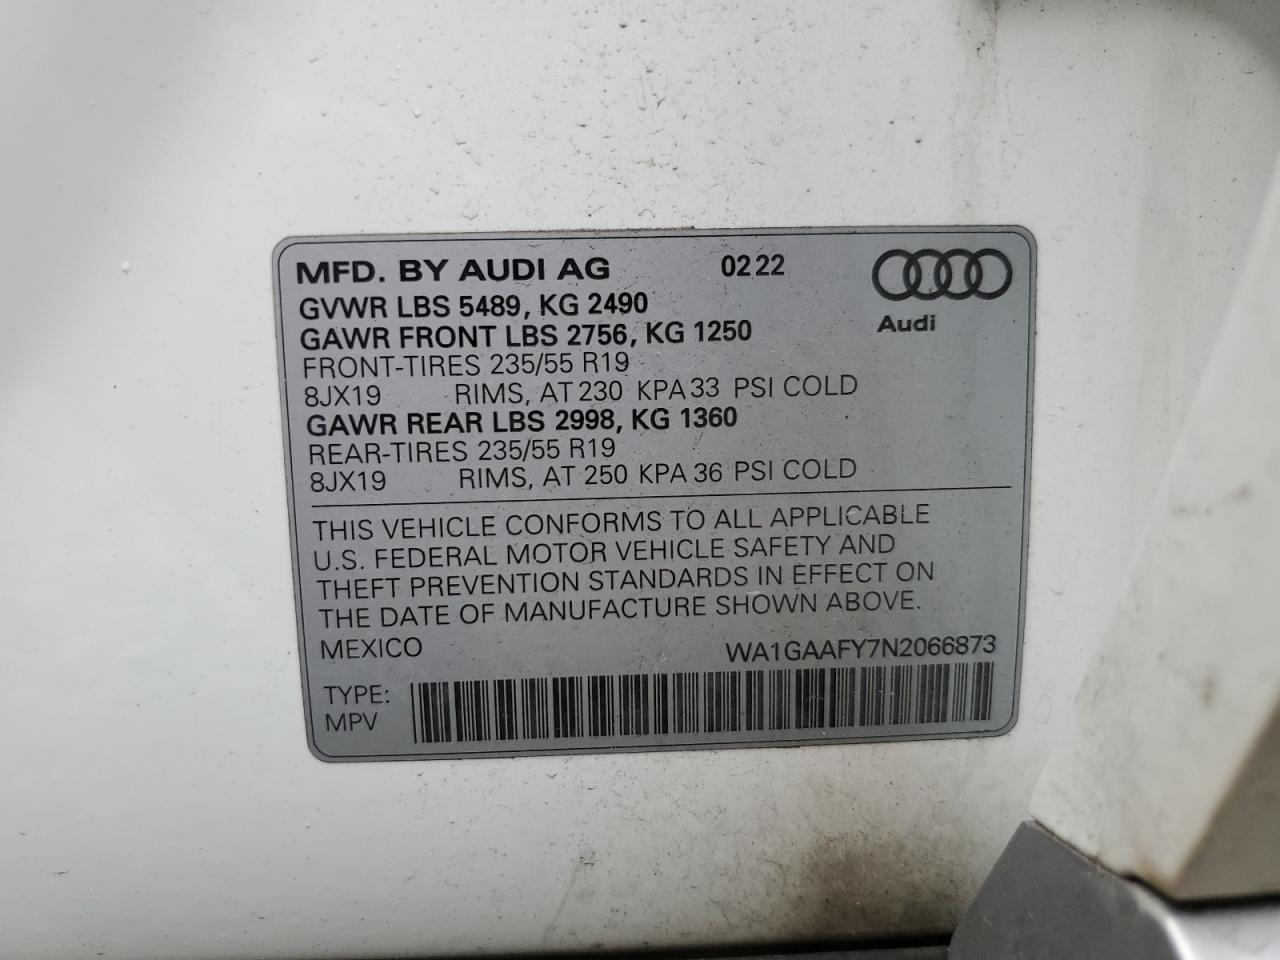 MFD. BY AUDI AG 02 22
Audi
GVWR LBS 5489, KG 2490
GAWR FRONT LBS 2756, KG 1250
FRONT-TIRES 235/55 R19
8JX19 RIMS, AT 230 KPA 33 PSI COLD
GAWR REAR LBS 2998, KG 1360
REAR-TIRES 235/55 R19
8JX19 RIMS, AT 250 KPA 36 PSI COLD
THIS VEHICLE CONFORMS TO ALL APPLICABLE
U.S. FEDERAL MOTOR VEHICLE SAFETY AND
THEFT PREVENTION STANDARDS IN EFFECT ON
THE DATE OF MANUFACTURE SHOWN ABOVE.
MEXICO WA1GAAFY7N2066873
TYPE:
MPV